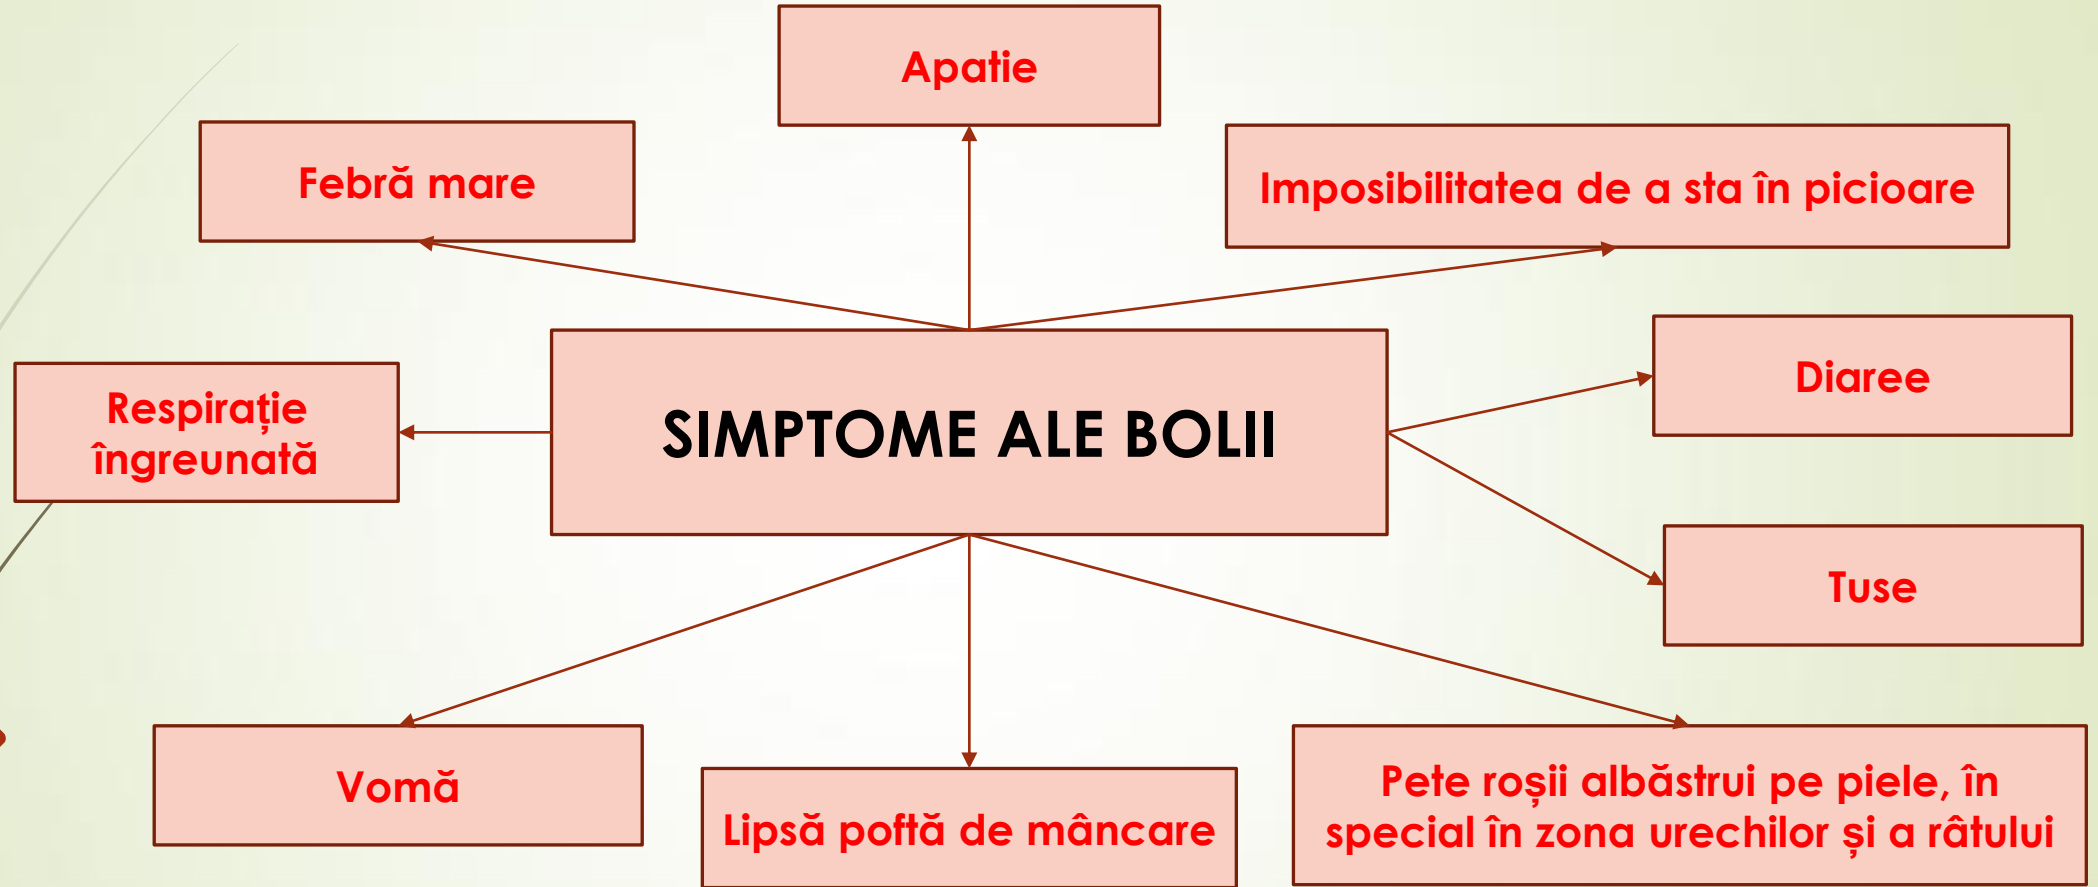 Apatie
Febră mare
Imposibilitatea de a sta în picioare
Respirație
îngreunată
SIMPTOME ALE BOLII
Diaree
Tuse
Vomă
Lipsă poftă de mâncare
Pete roșii albăstrui pe piele, în
special în zona urechilor și a râtului